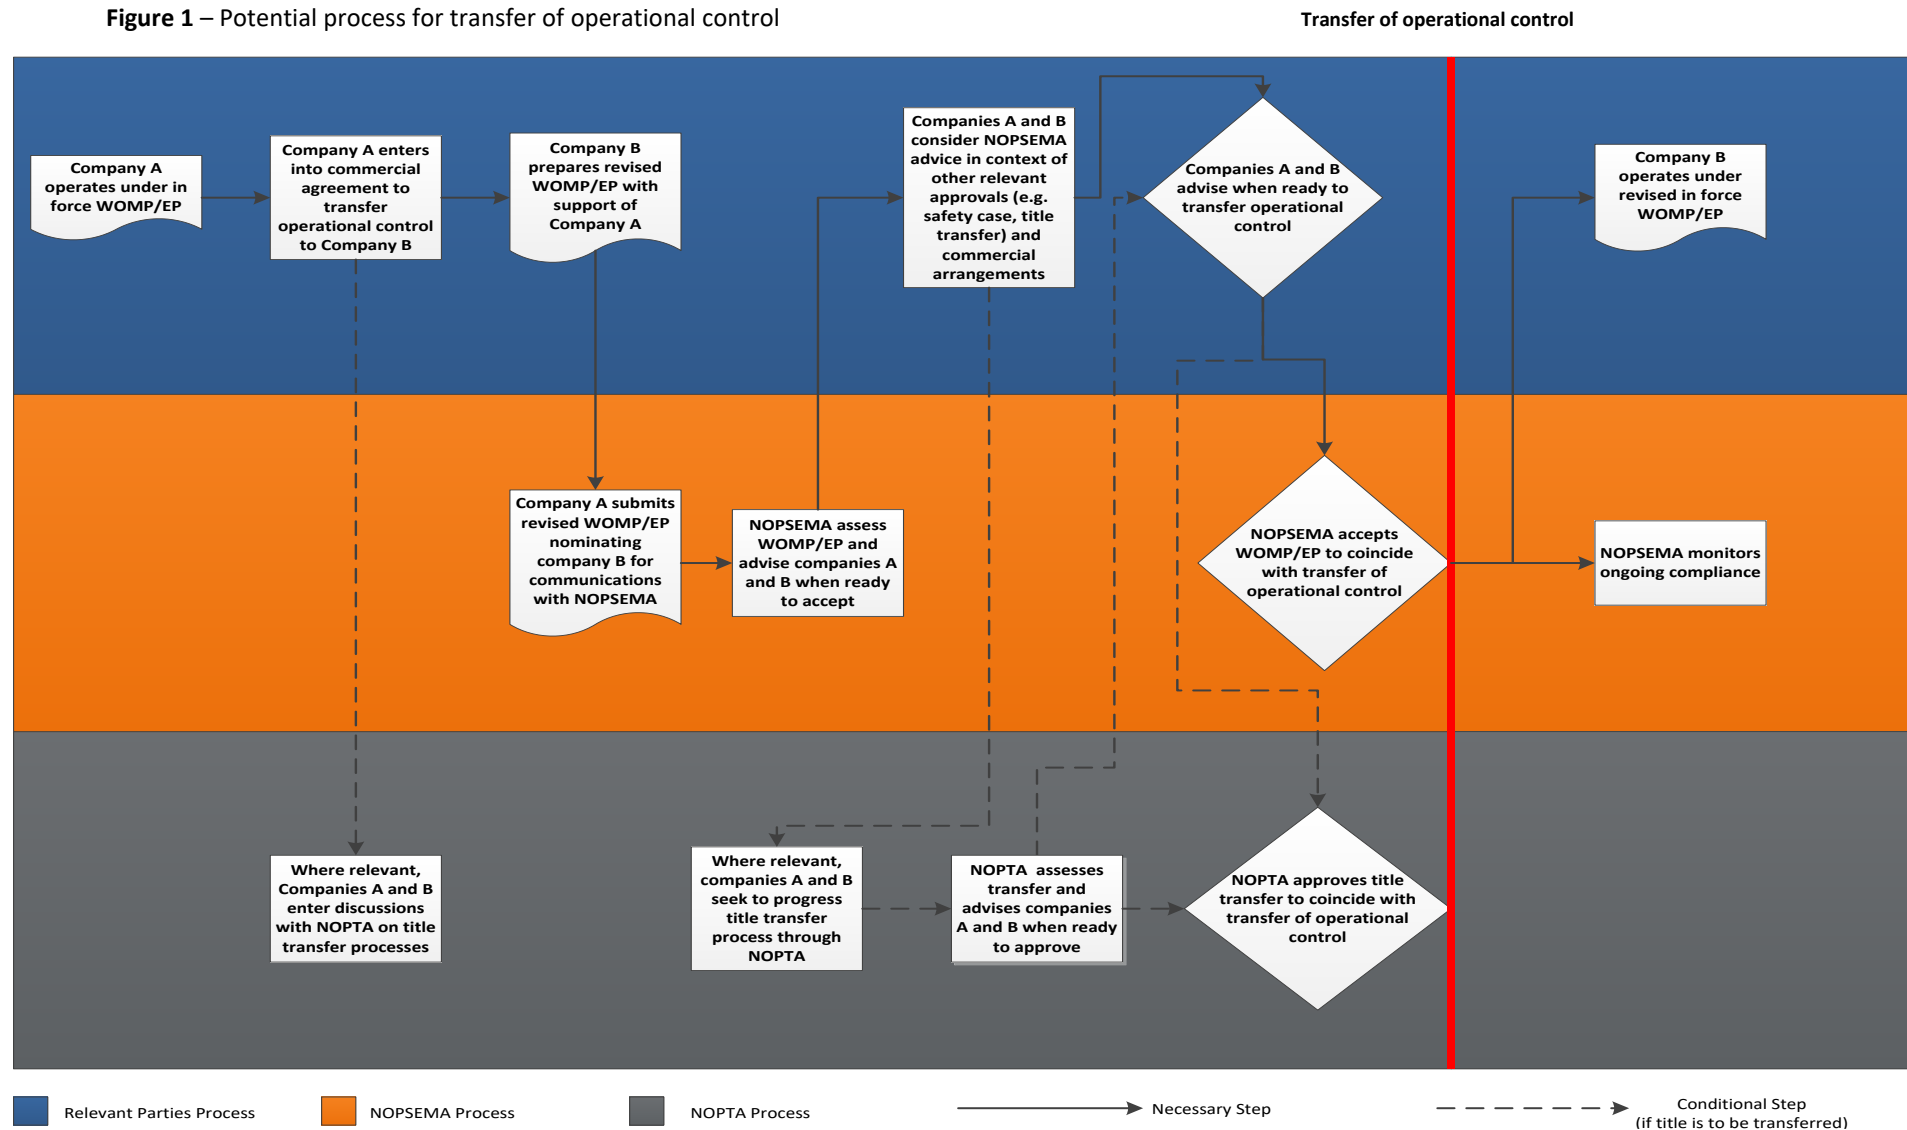 Figure 1 – Potential process for transfer of operational control
Transfer of operational control
Company A
operates under in
force WOMP/EP
Company A enters
into commercial
agreement to
transfer
operational control
to Company B
Company B
prepares revised
WOMP/EP with
support of
Company A
Companies A and B
consider NOPSEMA
advice in context of
other relevant
approvals (e.g.
safety case, title
transfer) and
commercial
arrangements
Companies A and B
advise when ready to
transfer operational
control
Company B
operates under
revised in force
WOMP/EP
Company A submits
revised WOMP/EP
nominating
company B for
communications
with NOPSEMA
NOPSEMA assess
WOMP/EP and
advise companies A
and B when ready
to accept
NOPSEMA accepts
WOMP/EP to coincide
with transfer of
operational control
NOPSEMA monitors
ongoing compliance
Where relevant,
Companies A and B
enter discussions
with NOPTA on title
transfer processes
Where relevant,
companies A and B
seek to progress
title transfer
process through
NOPTA
NOPTA assesses
transfer and
advises companies
A and B when ready
to approve
NOPTA approves title
transfer to coincide with
transfer of operational
control
Relevant Parties Process
NOPSEMA Process
NOPTA Process
Necessary Step
Conditional Step
(if title is to be transferred)